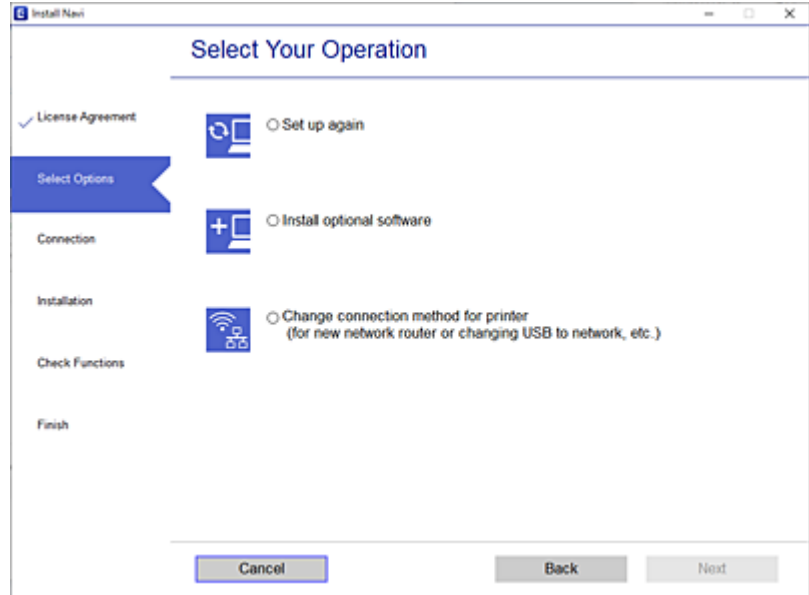 Install Navi
Select Your Operation
License Agreement
Set up again
Select Options
Install optional software
Connection
Installation
Change connection method for printer
(for new network router or changing USB to network, etc.)
Check Functions
Finish
Cancel
Back
Next